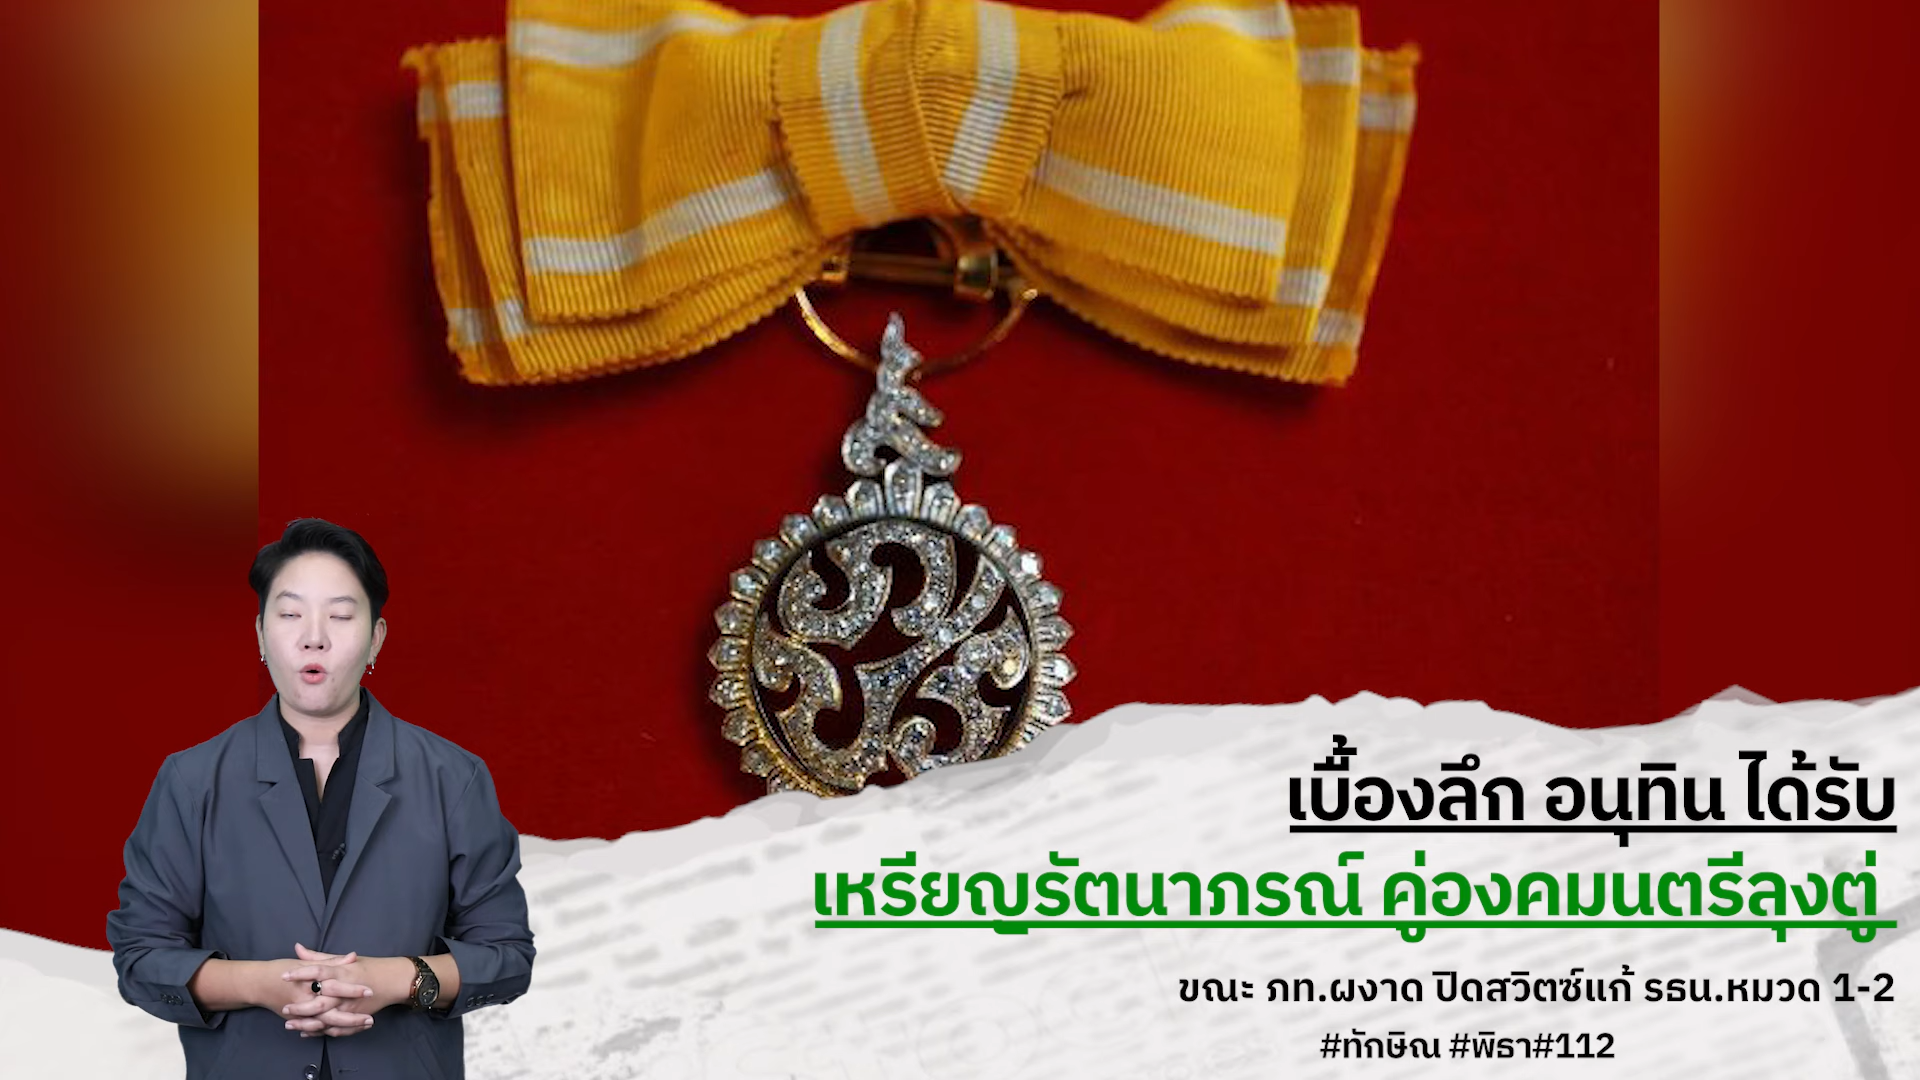 เบื้องลึก อนุทิน ได้รับ
เหรียญรัตนาภรณ์ คู่องคมนตรีลุงตู่
ขณะ ภท.ผงาด ปิดสวิตซ์แก้ รธน.หมวด 1-2
#ทักษิณ #พิธา#112